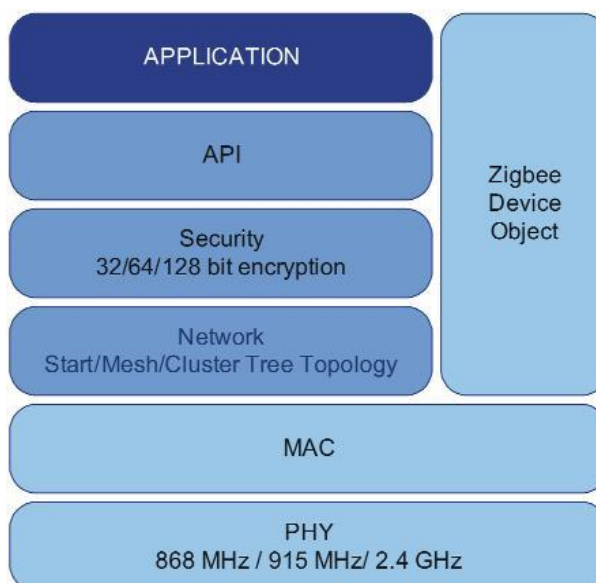 APPLICATION
API
Security
32/64/128 bit encryption
Network
Start/Mesh/Cluster Tree Topology
Zigbee
Device
Object
MAC
PHY
868 MHz / 915 MHz/ 2.4 GHz